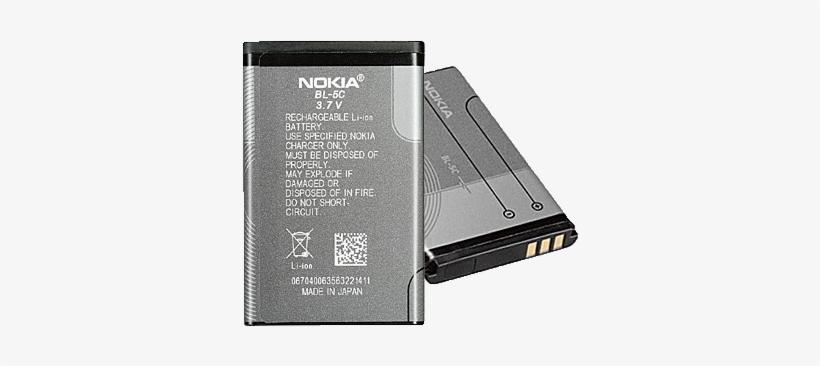 NOKIA®
BL-5C
3.7 V
RECHARGEABLE Li-ion
BATTERY.
USE SPECIFIED NOKIA
CHARGER ONLY.
MUST BE DISPOSED OF
PROPERLY.
MAY EXPLODE IF
DAMAGED OR
DISPOSED OF IN FIRE.
DO NOT SHORT-
CIRCUIT.
Li-ion
067040063563221411
MADE IN JAPAN
NOKIA
BL-5C